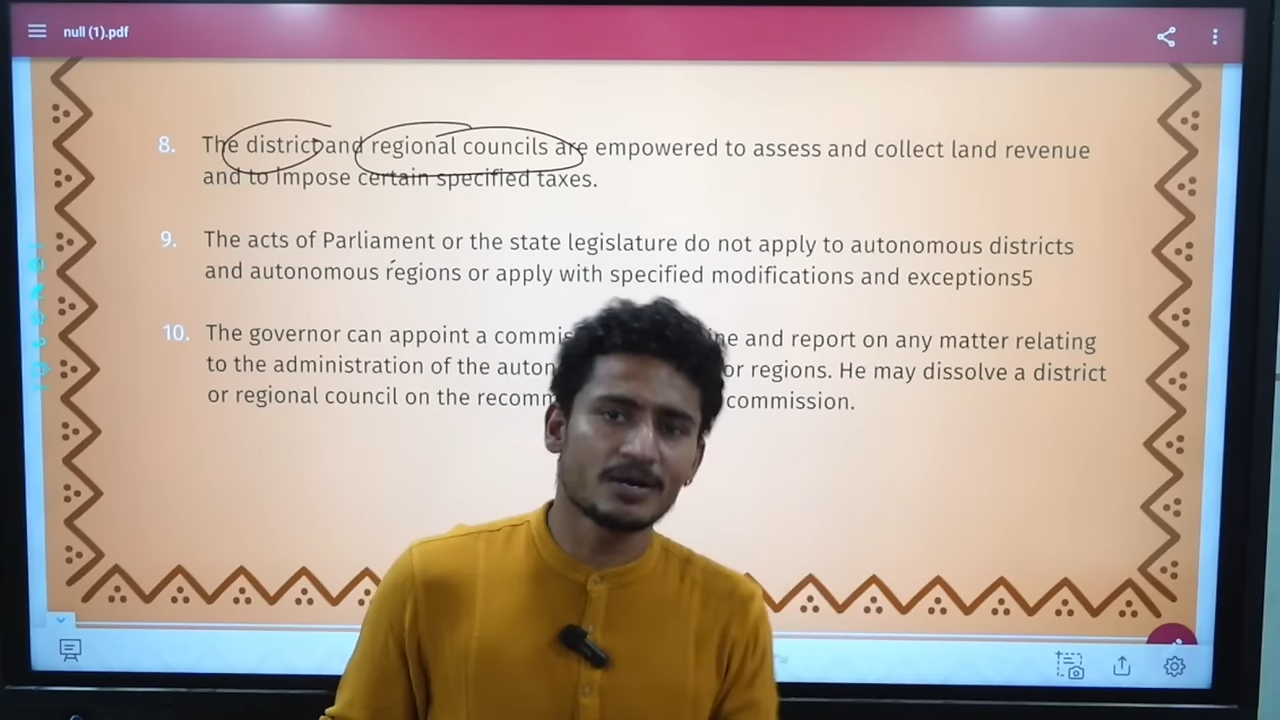 null (1).pdf
8. The district and regional councils are empowered to assess and collect land revenue
and to impose certain specified taxes.
9. The acts of Parliament or the state legislature do not apply to autonomous districts
and autonomous regions or apply with specified modifications and exceptions5
10. The governor can appoint a and report on any matter relating
to the administration of the or regions. He may dissolve a district
or regional council on the commission.